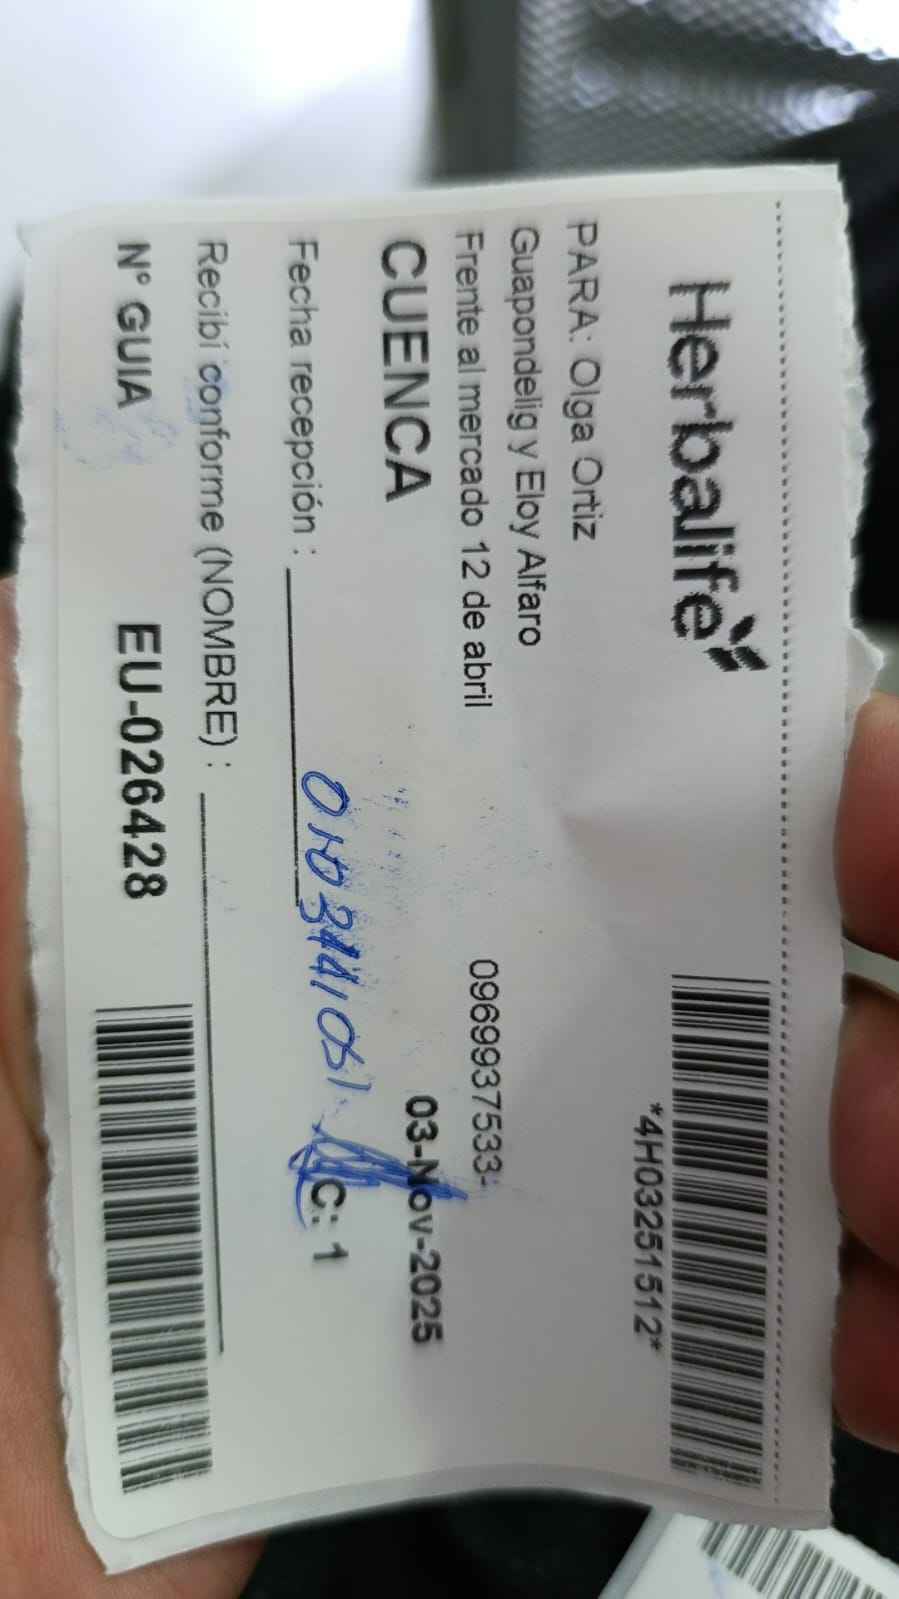 Herbalife
*4H03251512*
PARA: Olga Ortiz
Guapondelig y Eloy Alfaro
Frente al mercado 12 de abril
0969937533-
CUENCA
03-Nov-2025
Fecha recepción :
C: 1
Recibí conforme (NOMBRE) :
Nº GUIA
EU-026428